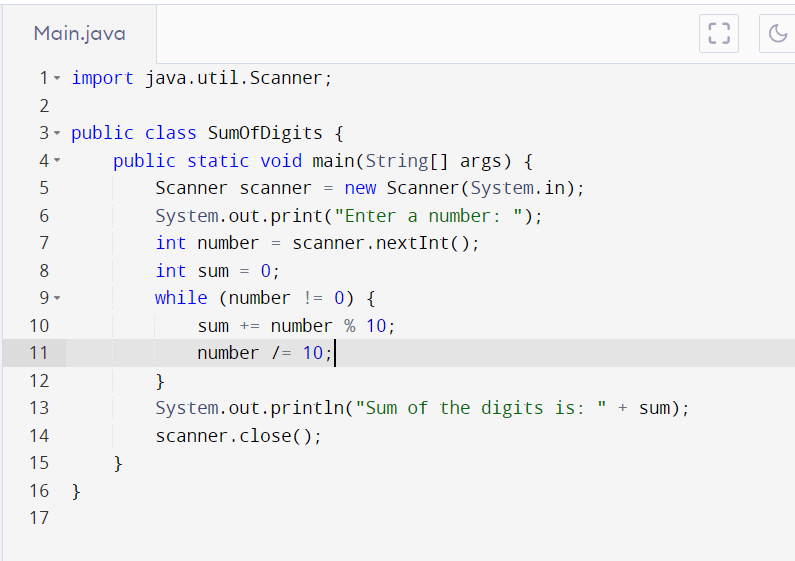 Main.java
1 import java.util.Scanner;
2
3 public class SumOfDigits {
4     public static void main(String[] args) {
5         Scanner scanner = new Scanner(System.in);
6         System.out.print("Enter a number: ");
7         int number = scanner.nextInt();
8         int sum = 0;
9         while (number != 0) {
10             sum += number % 10;
11             number /= 10;
12         }
13         System.out.println("Sum of the digits is: " + sum);
14         scanner.close();
15     }
16 }
17